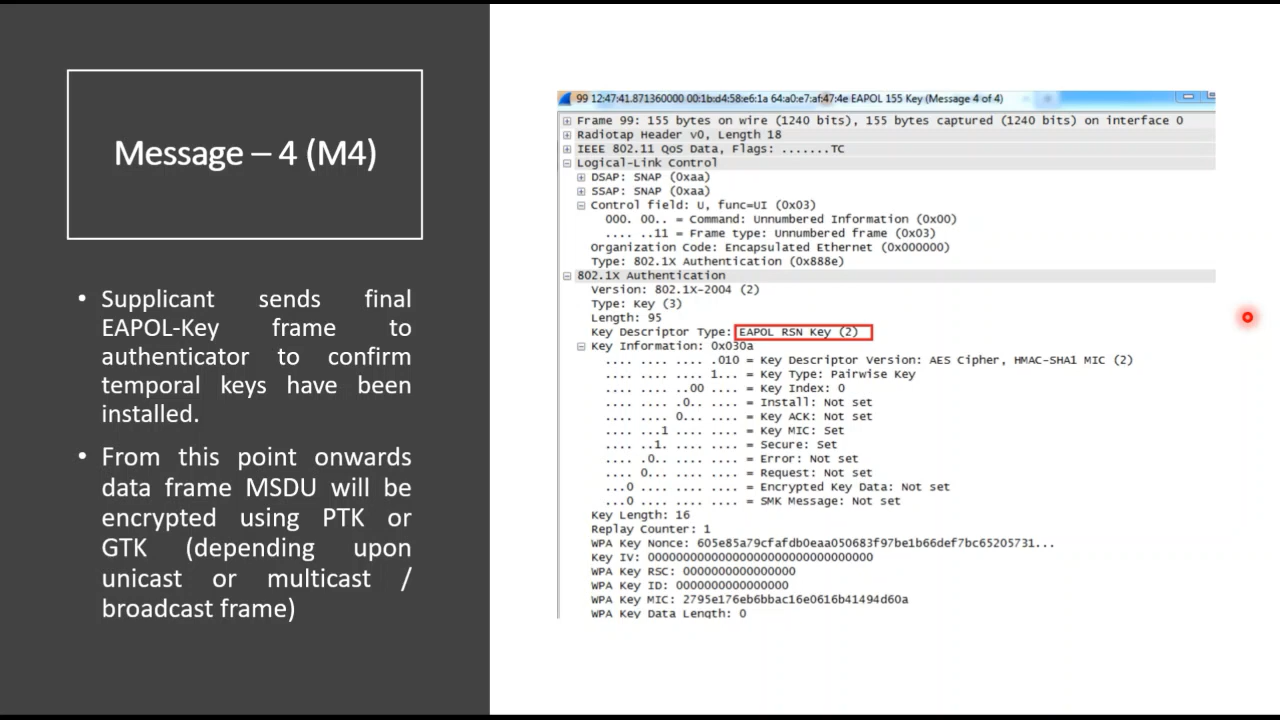 Message – 4 (M4)
• Supplicant sends final
EAPOL-Key frame to
authenticator to confirm
temporal keys have been
installed.
• From this point onwards
data frame MSDU will be
encrypted using PTK or
GTK (depending upon
unicast or multicast /
broadcast frame)
99 12:47:41.871360000 00:1b:d4:58:e6:1a 64:a0:e7:af:47:4e EAPOL 155 Key (Message 4 of 4)
Frame 99: 155 bytes on wire (1240 bits), 155 bytes captured (1240 bits) on interface 0
Radiotap Header v0, Length 18
IEEE 802.11 QoS Data, Flags: .......TC
Logical-Link Control
DSAP: SNAP (0xaa)
SSAP: SNAP (0xaa)
Control field: U, func=UI (0x03)
000. 00.. = Command: Unnumbered Information (0x00)
.... ..11 = Frame type: Unnumbered frame (0x03)
Organization Code: Encapsulated Ethernet (0x000000)
Type: 802.1X Authentication (0x888e)
802.1X Authentication
Version: 802.1X-2004 (2)
Type: Key (3)
Length: 95
Key Descriptor Type: EAPOL RSN Key (2)
Key Information: 0x030a
.... .... .... .010 = Key Descriptor Version: AES Cipher, HMAC-SHA1 MIC (2)
.... .... .... 1... = Key Type: Pairwise Key
.... .... ..00 .... = Key Index: 0
.... .... .0.. .... = Install: Not set
.... .... 0... .... = Key ACK: Not set
.... ...1 .... .... = Key MIC: Set
.... ..1. .... .... = Secure: Set
.... .0.. .... .... = Error: Not set
.... 0... .... .... = Request: Not set
...0 .... .... .... = Encrypted Key Data: Not set
..0. .... .... .... = SMK Message: Not set
Key Length: 16
Replay Counter: 1
WPA Key Nonce: 605e85a79cfafdb0eaa050683f97be1b66def7bc65205731...
Key IV: 00000000000000000000000000000000
WPA Key RSC: 0000000000000000
WPA Key ID: 0000000000000000
WPA Key MIC: 2795e176eb6bbac16e0616b41494d60a
WPA Key Data Length: 0